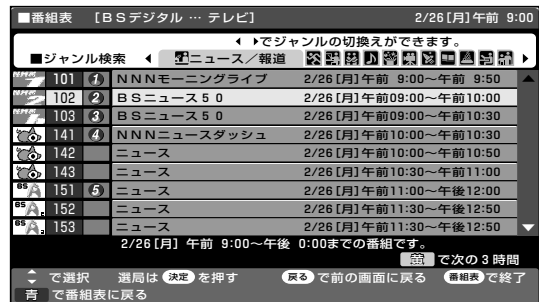 ■番組表 [BSデジタル … テレビ] 2/26[月]午前 9:00
でジャンルの切換えができます。
■ジャンル検索 ニュース/報道
101 1 NNNモーニングライブ 2/26[月]午前 9:00~午前 9:50
102 2 BSニュース50 2/26[月]午前09:00~午前10:00
103 3 BSニュース50 2/26[月]午前09:00~午前10:30
141 4 NNNニュースダッシュ 2/26[月]午前10:00~午前10:30
142 ニュース 2/26[月]午前10:00~午前10:50
143 ニュース 2/26[月]午前10:30~午前11:00
BS A 151 5 ニュース 2/26[月]午前11:00~午後12:00
BS A 152 ニュース 2/26[月]午前11:30~午後12:50
BS A 153 ニュース 2/26[月]午前11:30~午後12:50
2/26[月] 午前 9:00~午後 0:00までの番組です。
黄 で次の3時間
で選択 選局は 決定 を押す 戻る で前の画面に戻る 番組表 で終了
青 で番組表に戻る